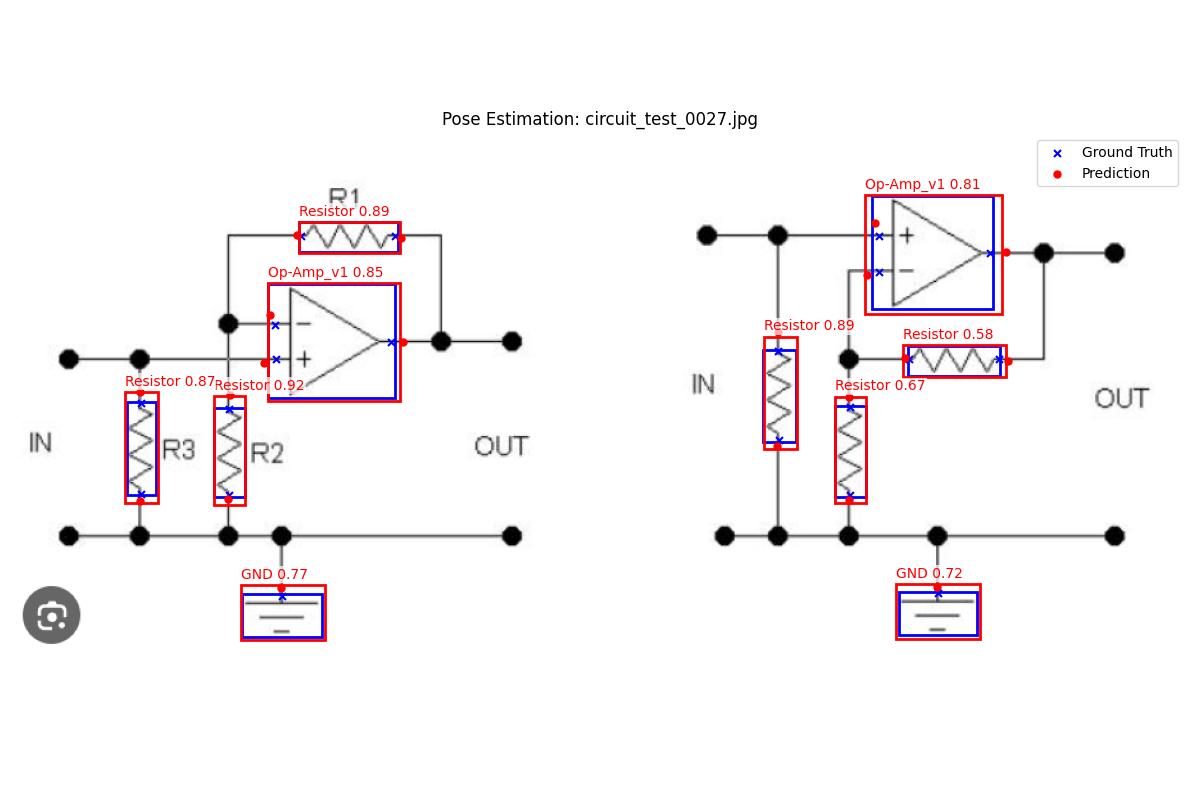 Pose Estimation: circuit_test_0027.jpg
Ground Truth
Prediction
R1
Resistor 0.89
Op-Amp_v1 0.85
−
+
Resistor 0.87
Resistor 0.92
IN
R3
R2
OUT
GND 0.77
Op-Amp_v1 0.81
+
−
Resistor 0.89
Resistor 0.58
IN
Resistor 0.67
OUT
GND 0.72